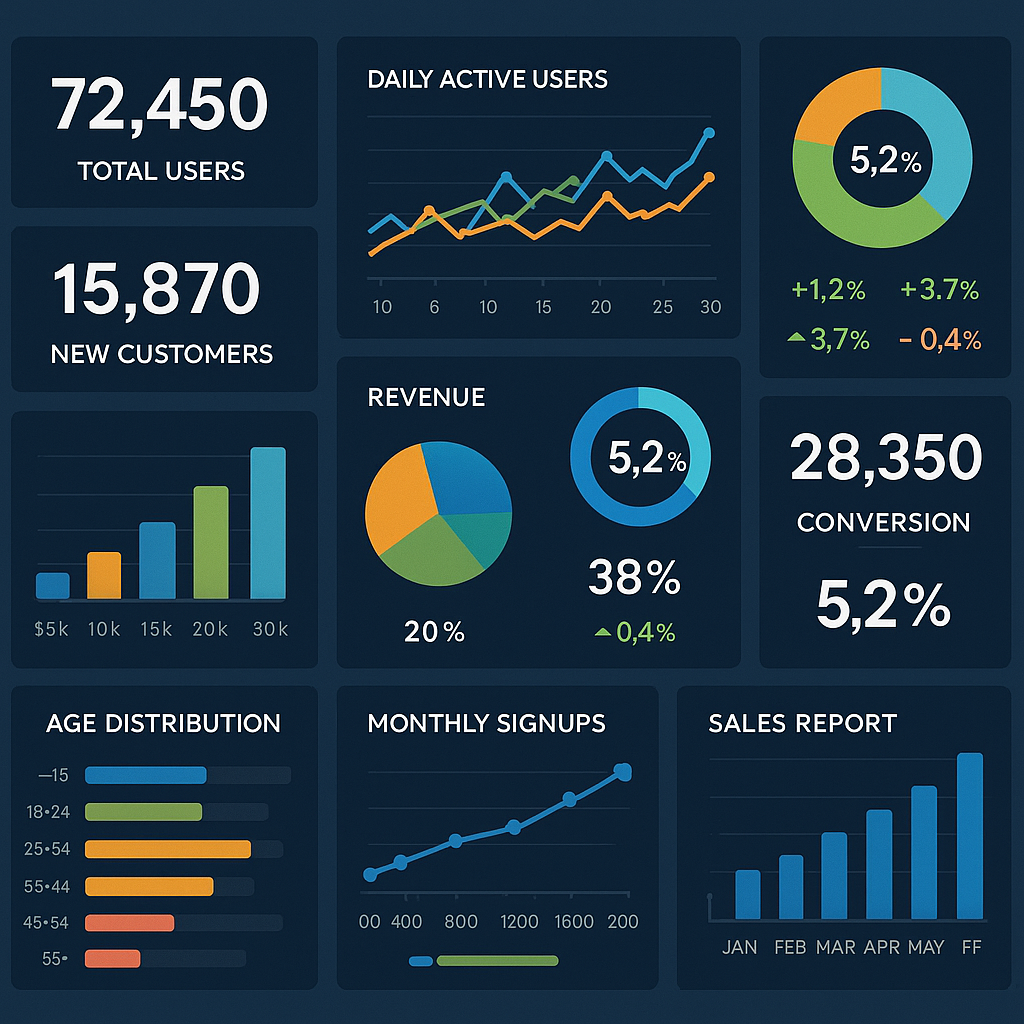 72,450
TOTAL USERS
15,870
NEW CUSTOMERS
$5k 10k 15k 20k 30k
DAILY ACTIVE USERS
10 6 10 15 20 25 30
5,2%
+1,2% +3.7%
3,7% - 0,4%
REVENUE
5,2%
20%
38%
0,4%
28,350
CONVERSION
5,2%
AGE DISTRIBUTION
—15
18•24
25•54
55•44
45•54
55•
MONTHLY SIGNUPS
00 400 800 1200 1600 200
SALES REPORT
JAN FEB MAR APR MAY FF